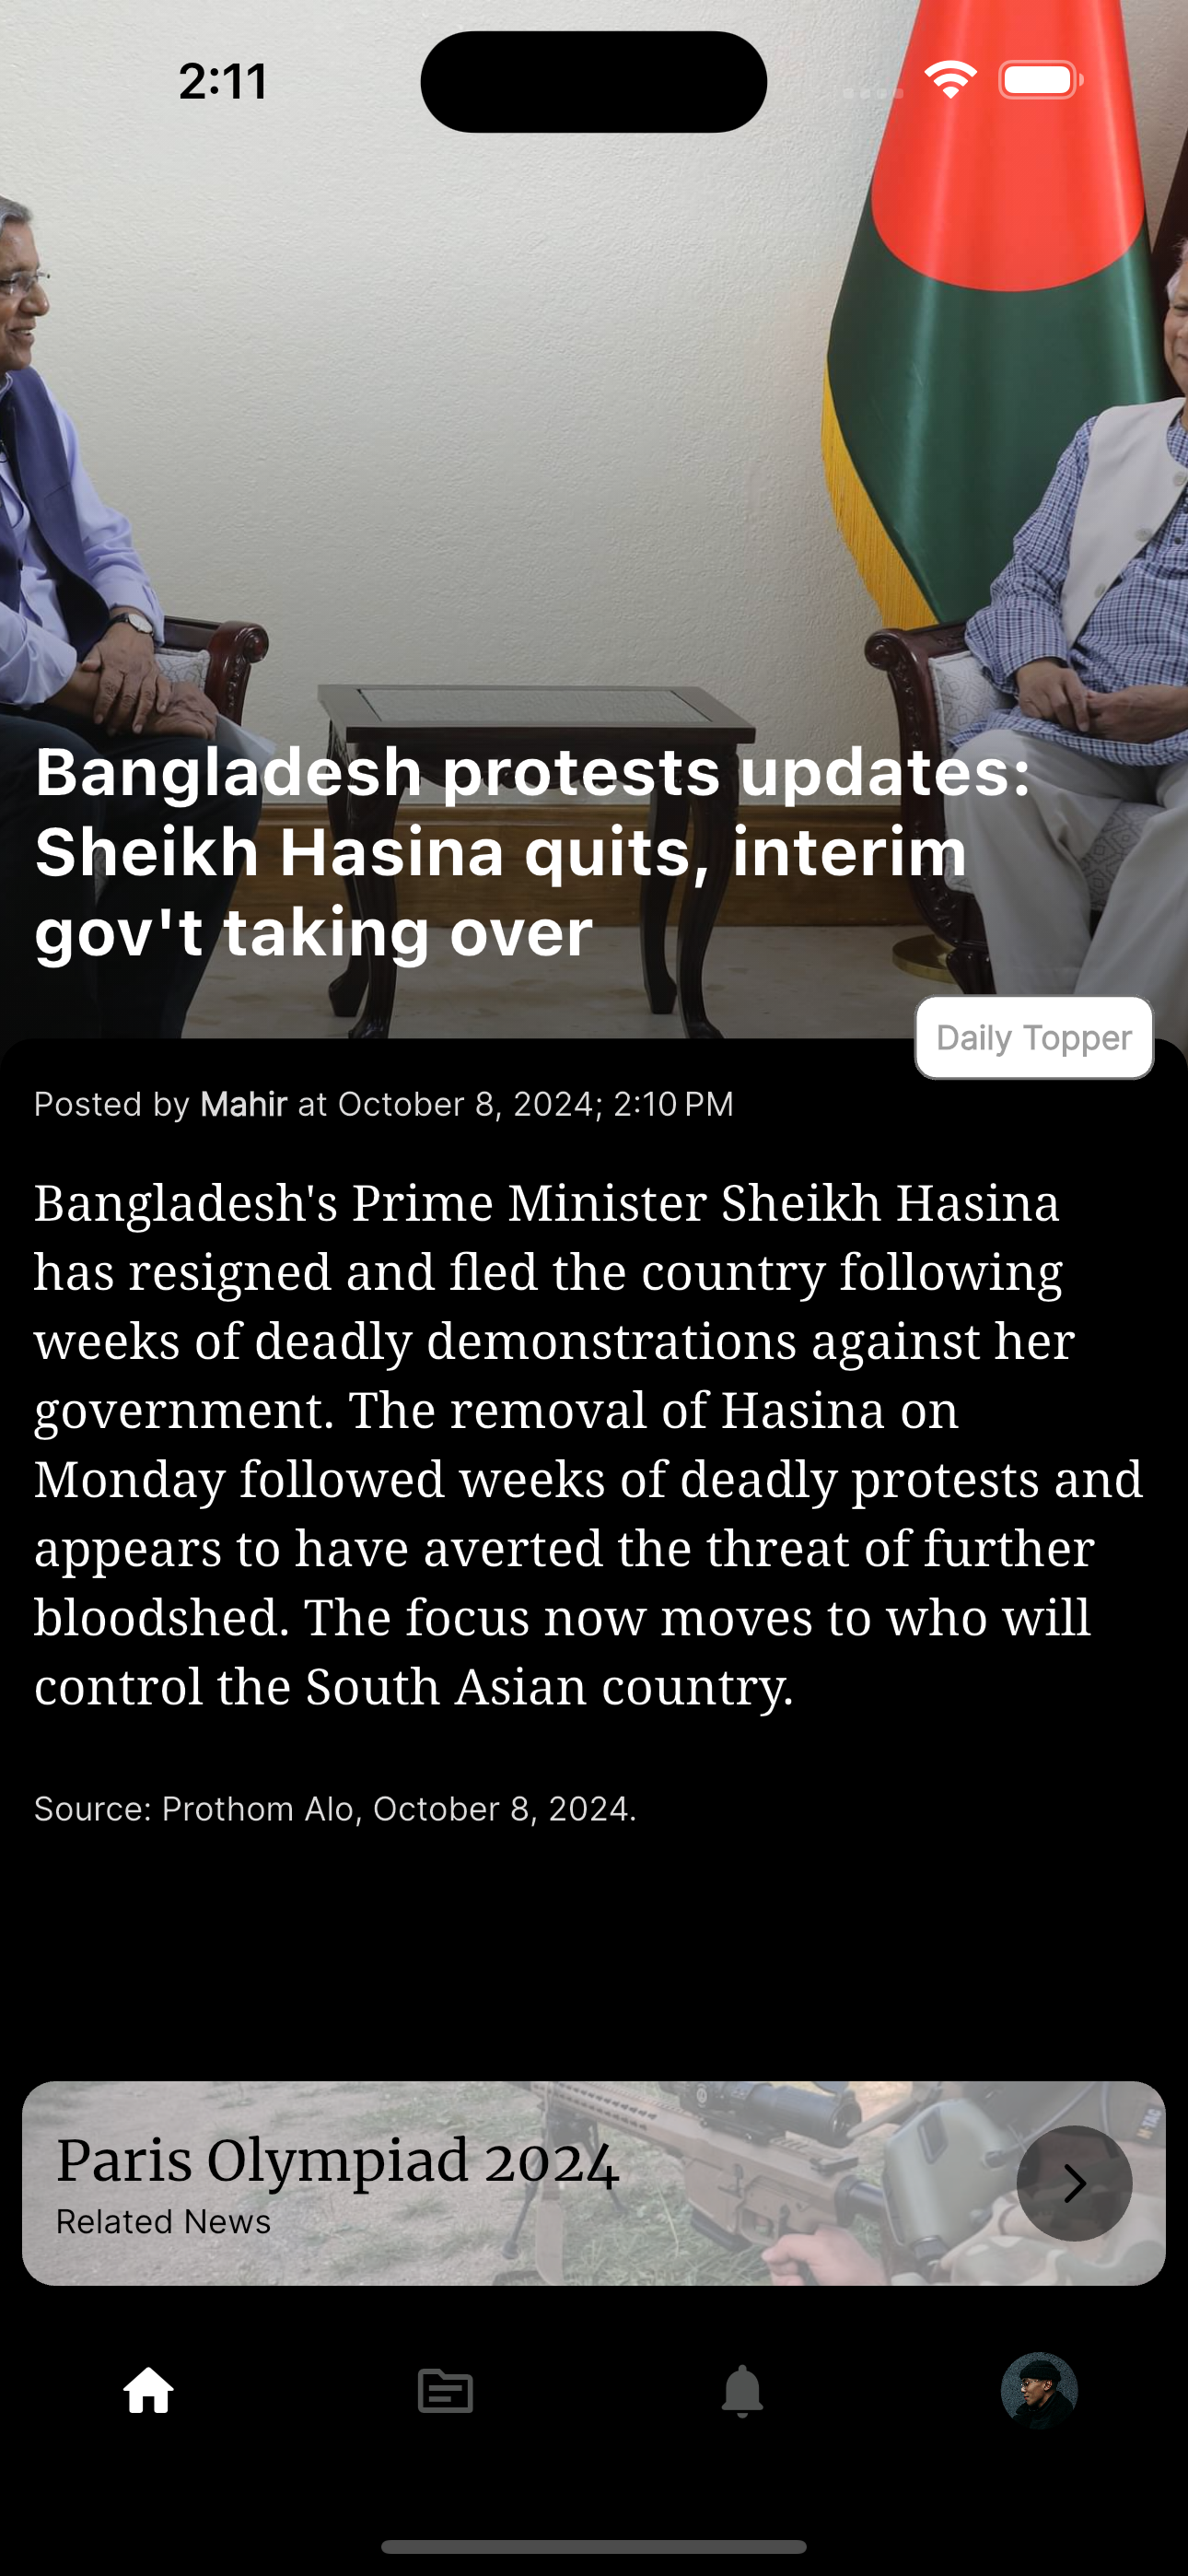 2:11
Bangladesh protests updates:
Sheikh Hasina quits, interim
gov't taking over
Daily Topper
Posted by Mahir at October 8, 2024; 2:10 PM
Bangladesh's Prime Minister Sheikh Hasina
has resigned and fled the country following
weeks of deadly demonstrations against her
government. The removal of Hasina on
Monday followed weeks of deadly protests and
appears to have averted the threat of further
bloodshed. The focus now moves to who will
control the South Asian country.
Source: Prothom Alo, October 8, 2024.
Paris Olympiad 2024
Related News